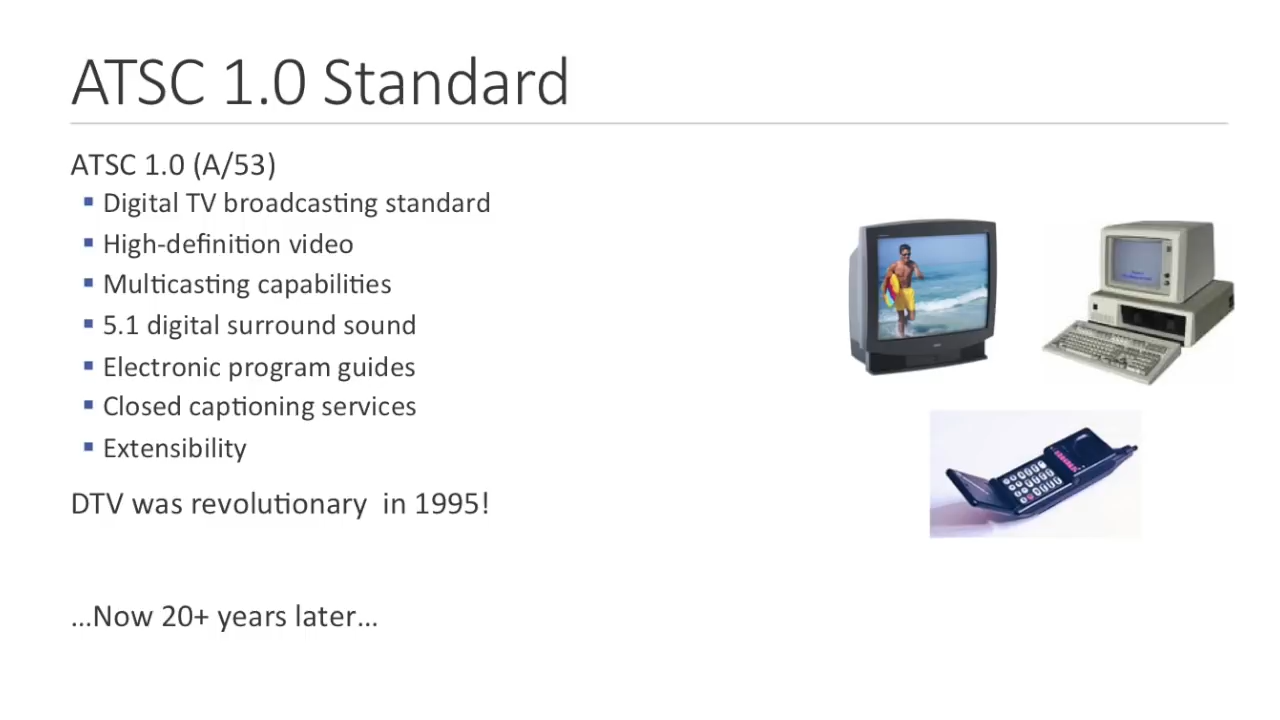 ATSC 1.0 Standard
ATSC 1.0 (A/53)
▪ Digital TV broadcasting standard
▪ High-definition video
▪ Multicasting capabilities
▪ 5.1 digital surround sound
▪ Electronic program guides
▪ Closed captioning services
▪ Extensibility
DTV was revolutionary  in 1995!
...Now 20+ years later...